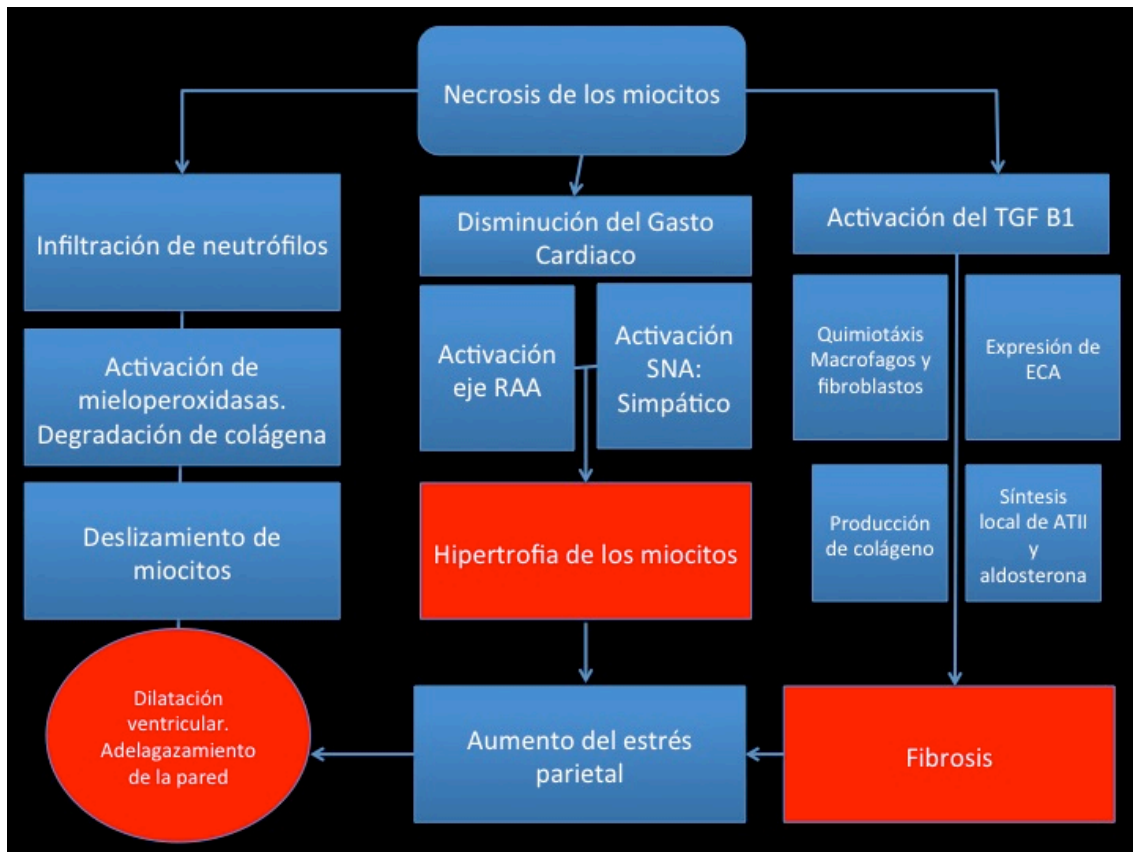 Necrosis de los miocitos
Infiltración de neutrófilos
Activación de
mieloperoxidasas.
Degradación de colágena
Deslizamiento de
miocitos
Dilatación
ventricular.
Adelagazamiento
de la pared
Disminución del Gasto
Cardiaco
Activación
eje RAA
Activación
SNA:
Simpático
Hipertrofia de los miocitos
Aumento del estrés
parietal
Activación del TGF B1
Quimiotáxis
Macrofagos y
fibroblastos
Expresión de
ECA
Producción
de colágeno
Síntesis
local de ATII
y
aldosterona
Fibrosis